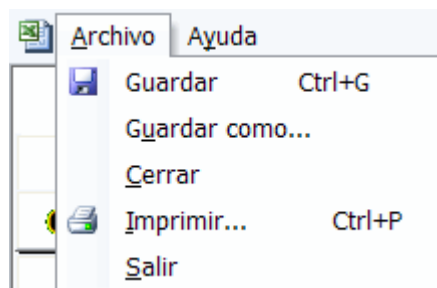 Archivo Ayuda
Guardar Ctrl+G
Guardar como...
Cerrar
Imprimir... Ctrl+P
Salir